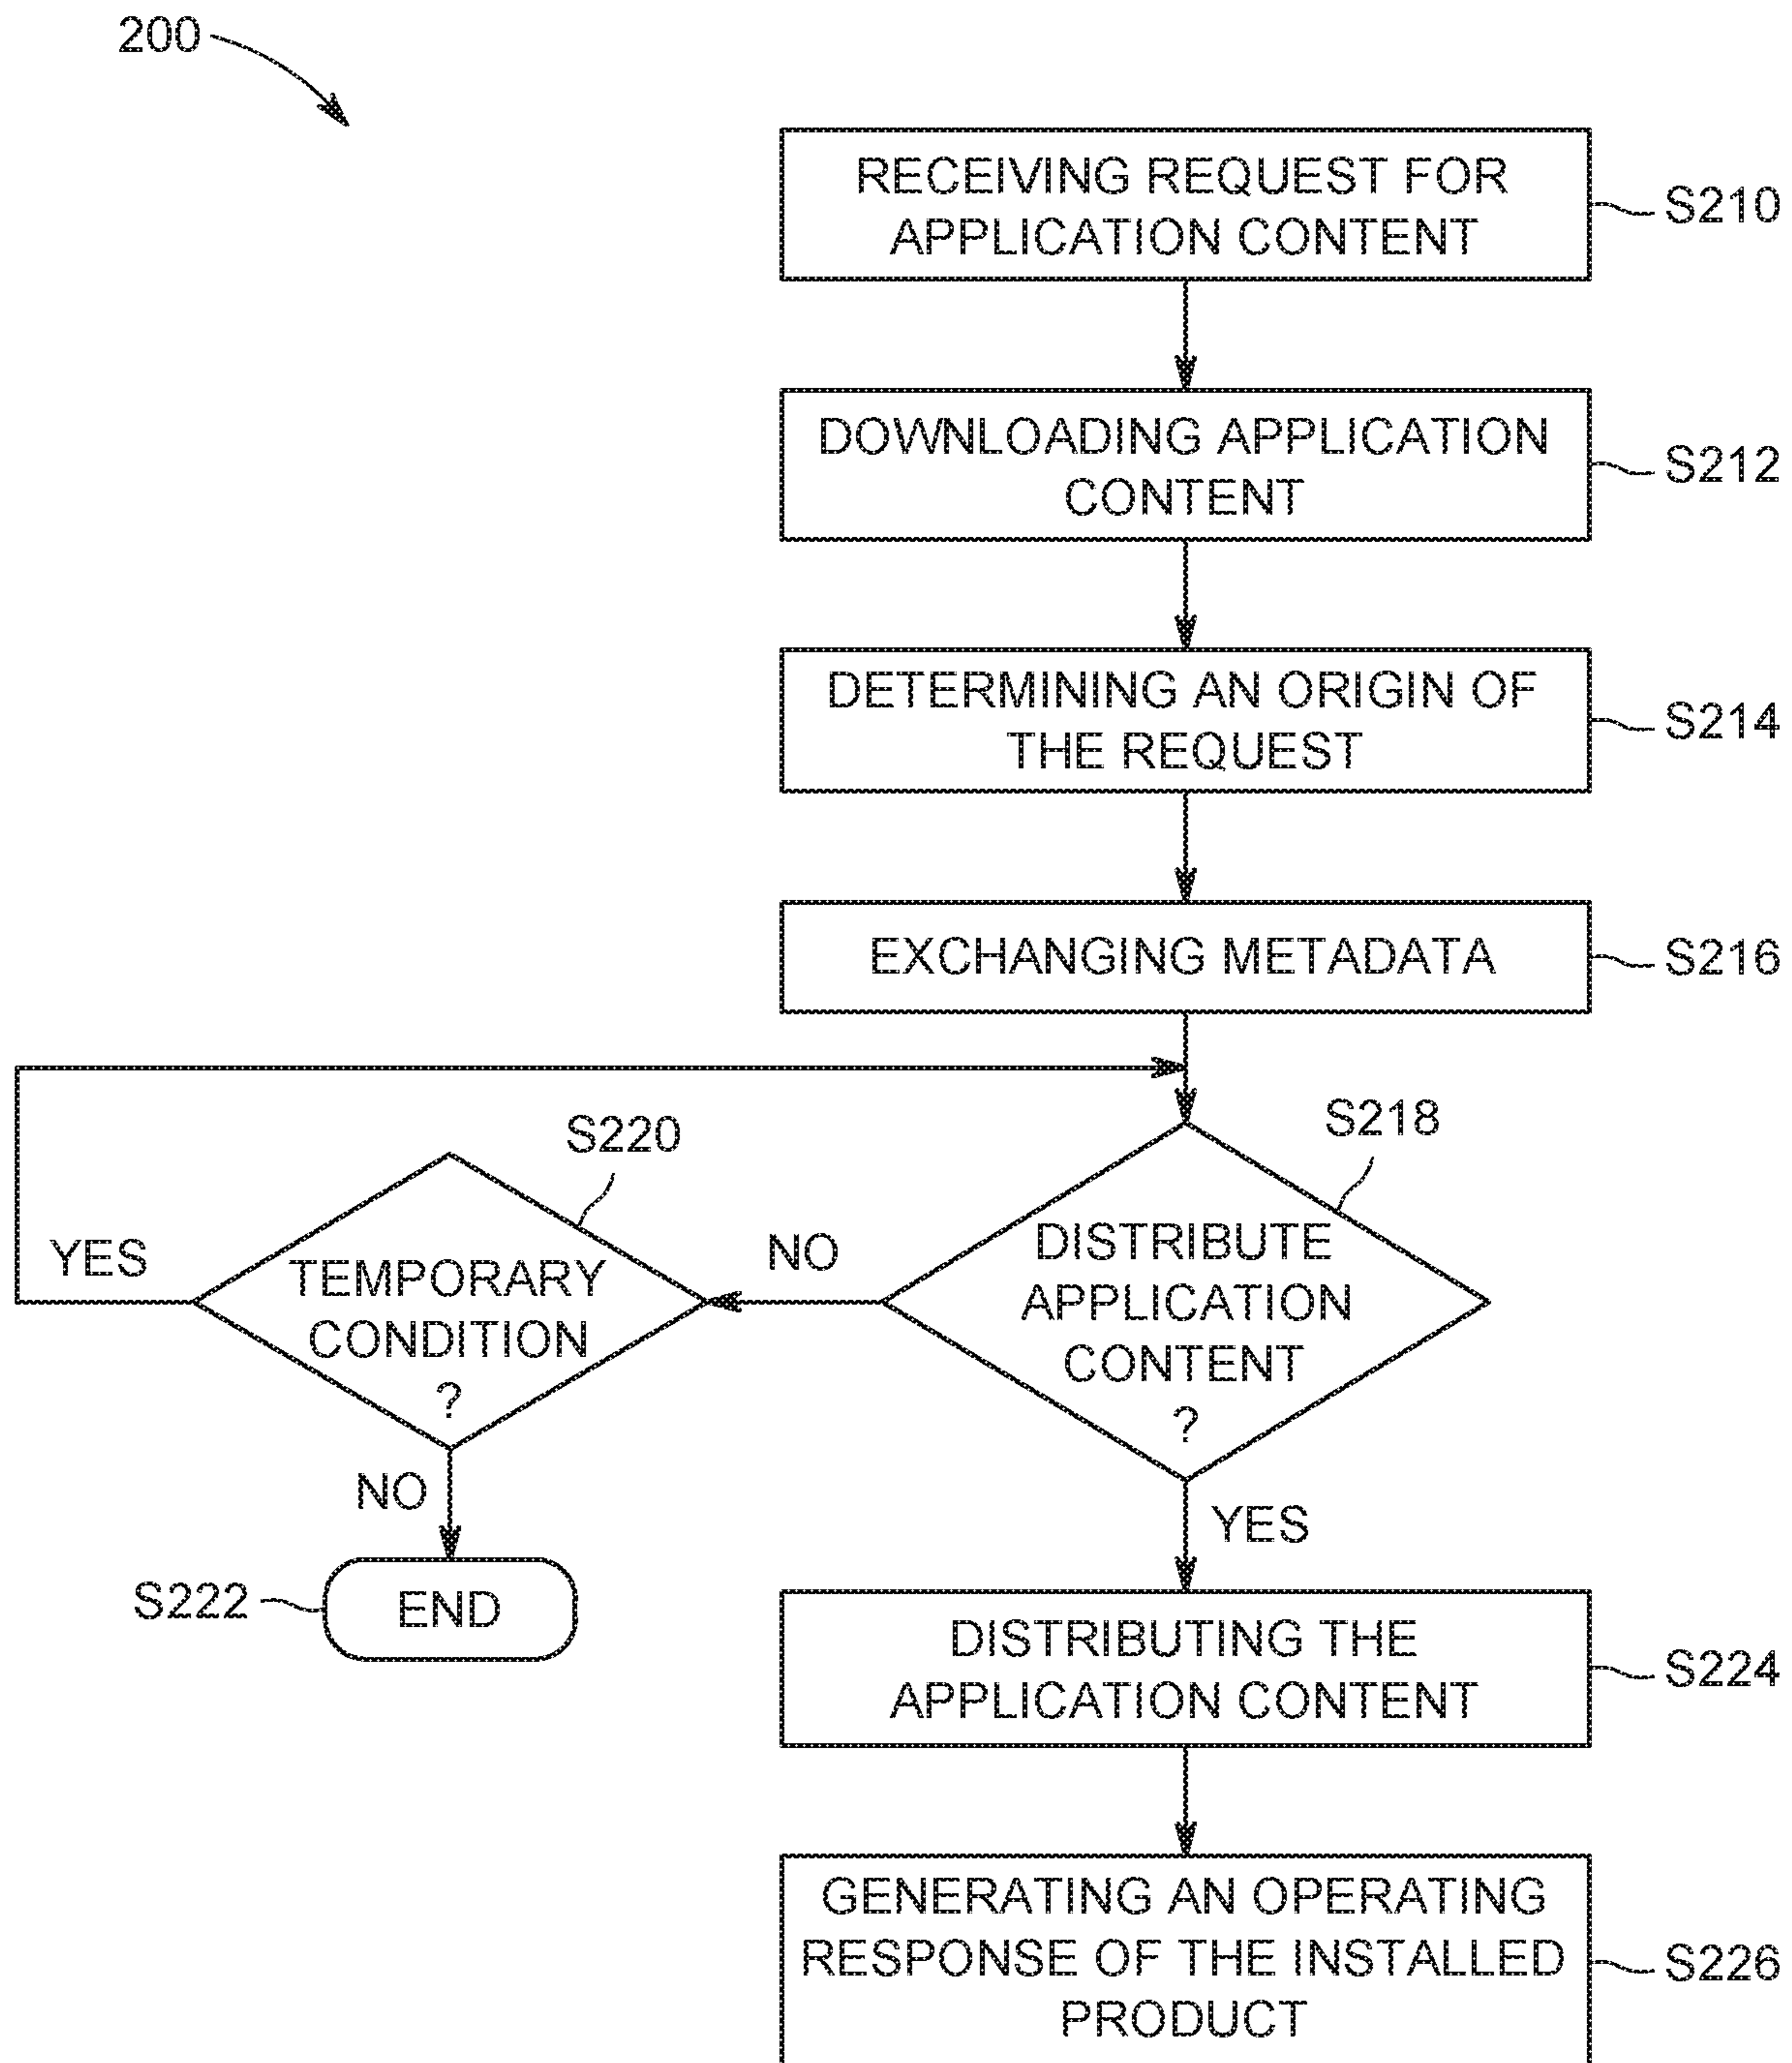 200
RECEIVING REQUEST FOR
APPLICATION CONTENT
S210
DOWNLOADING APPLICATION
CONTENT
S212
DETERMINING AN ORIGIN OF
THE REQUEST
S214
EXCHANGING METADATA
S216
S218
DISTRIBUTE
APPLICATION
CONTENT
?
NO
YES
S220
TEMPORARY
CONDITION
?
YES
NO
S222
END
DISTRIBUTING THE
APPLICATION CONTENT
S224
GENERATING AN OPERATING
RESPONSE OF THE INSTALLED
PRODUCT
S226